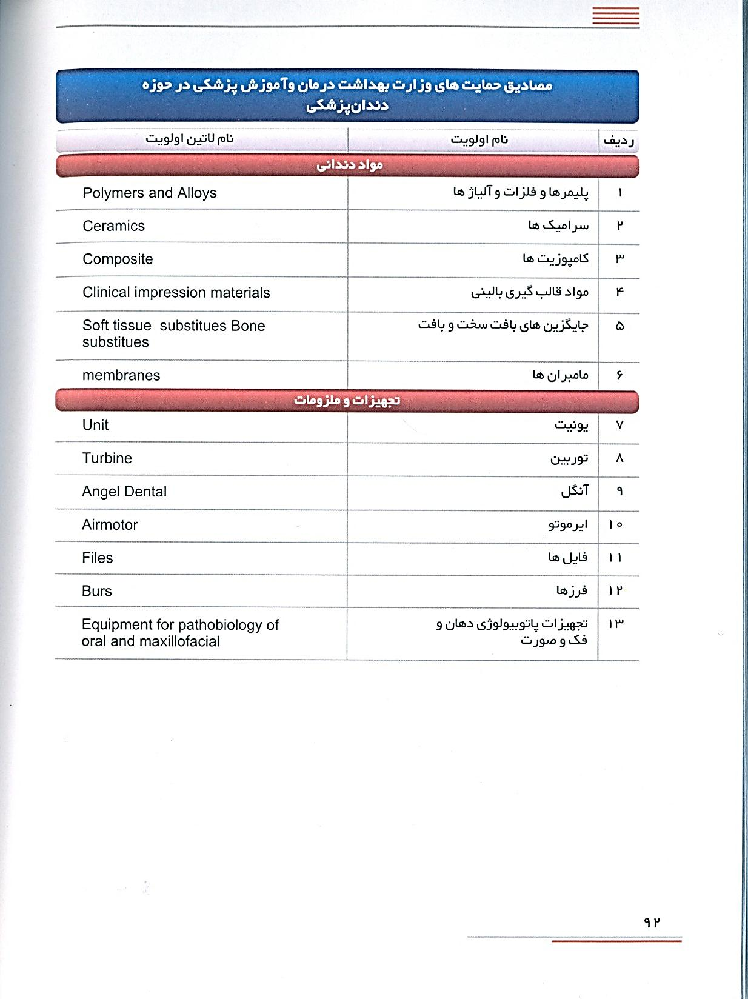 مصادیق حمایت های وزارت بهداشت درمان وآموزش پزشکی در حوزه
دندان‌پزشکی
ردیف نام اولویت نام لاتین اولویت
مواد دندانی
۱ پلیمرها و فلزات و آلیاژ ها Polymers and Alloys
۲ سرامیک ها Ceramics
۳ کامپوزیت ها Composite
۴ مواد قالب گیری بالینی Clinical impression materials
۵ جایگزین های بافت سخت و بافت Soft tissue substitues Bone
substitues
۶ مامبران ها membranes
تجهیزات و ملزومات
۷ یونیت Unit
۸ توربین Turbine
۹ آنگل Angel Dental
۱۰ ایرموتو Airmotor
۱۱ فایل ها Files
۱۲ فرزها Burs
۱۳ تجهیزات پاتوبیولوژی دهان و Equipment for pathobiology of
فک و صورت oral and maxillofacial
۹۲